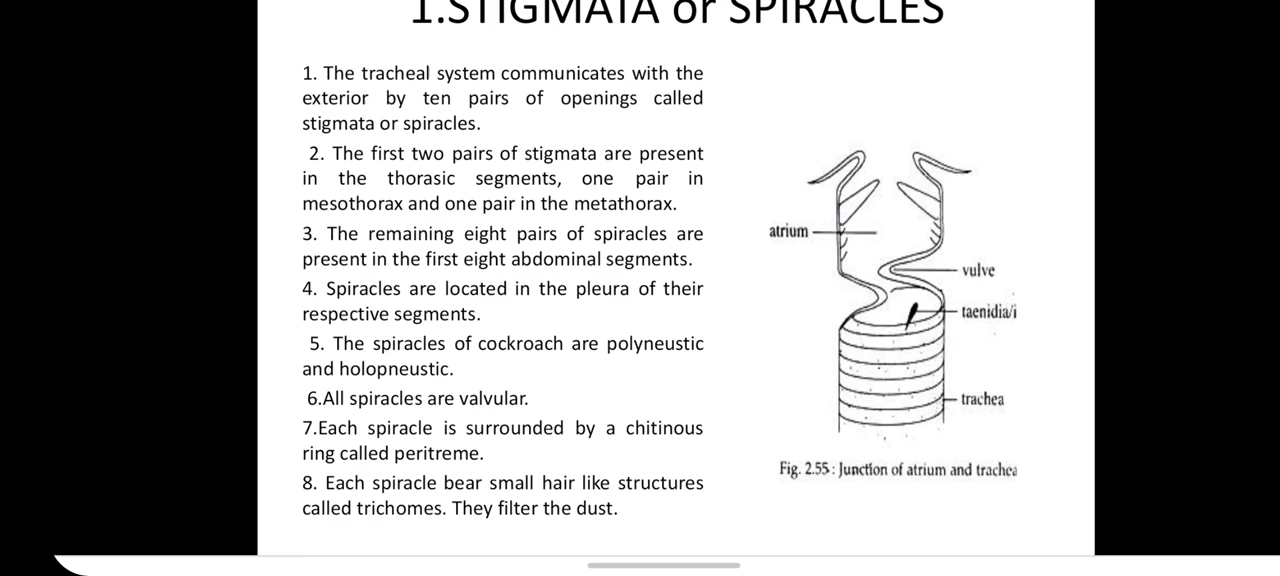 1.STIGMATA or SPIRACLES
1. The tracheal system communicates with the
exterior by ten pairs of openings called
stigmata or spiracles.
2. The first two pairs of stigmata are present
in the thorasic segments, one pair in
mesothorax and one pair in the metathorax.
3. The remaining eight pairs of spiracles are
present in the first eight abdominal segments.
4. Spiracles are located in the pleura of their
respective segments.
5. The spiracles of cockroach are polyneustic
and holopneustic.
6.All spiracles are valvular.
7.Each spiracle is surrounded by a chitinous
ring called peritreme.
8. Each spiracle bear small hair like structures
called trichomes. They filter the dust.
atrium
vulve
taenidia/i
trachea
Fig. 2.55 : Junction of atrium and trachea